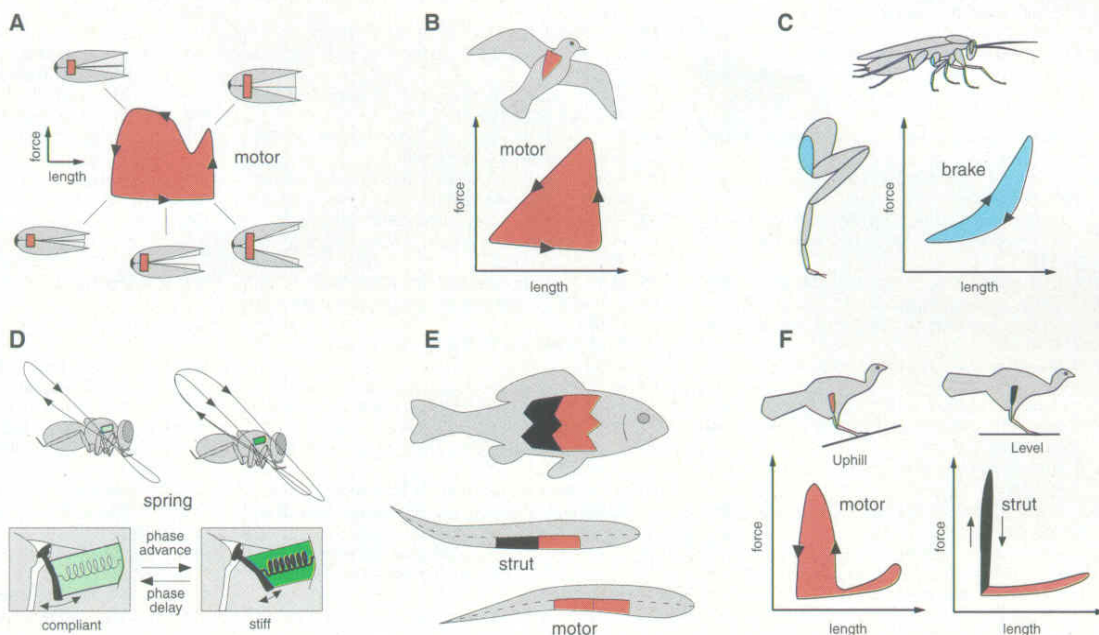 A
force
length
motor
B
motor
force
length
C
brake
force
length
D
spring
phase
advance
phase
delay
compliant
stiff
E
strut
motor
F
Uphill
Level
motor
force
length
strut
force
length